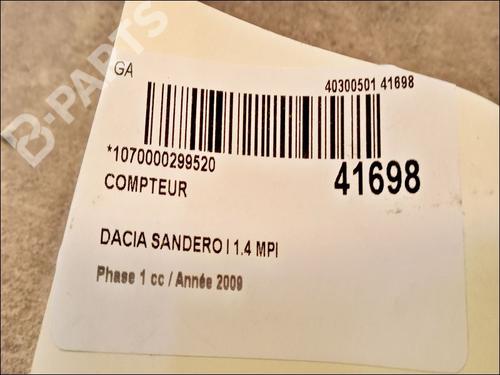 GA
40300501 41698
*1070000299520
41698
COMPTEUR
DACIA SANDERO I 1.4 MPI
Phase 1 cc / Année 2009
B-PARTS